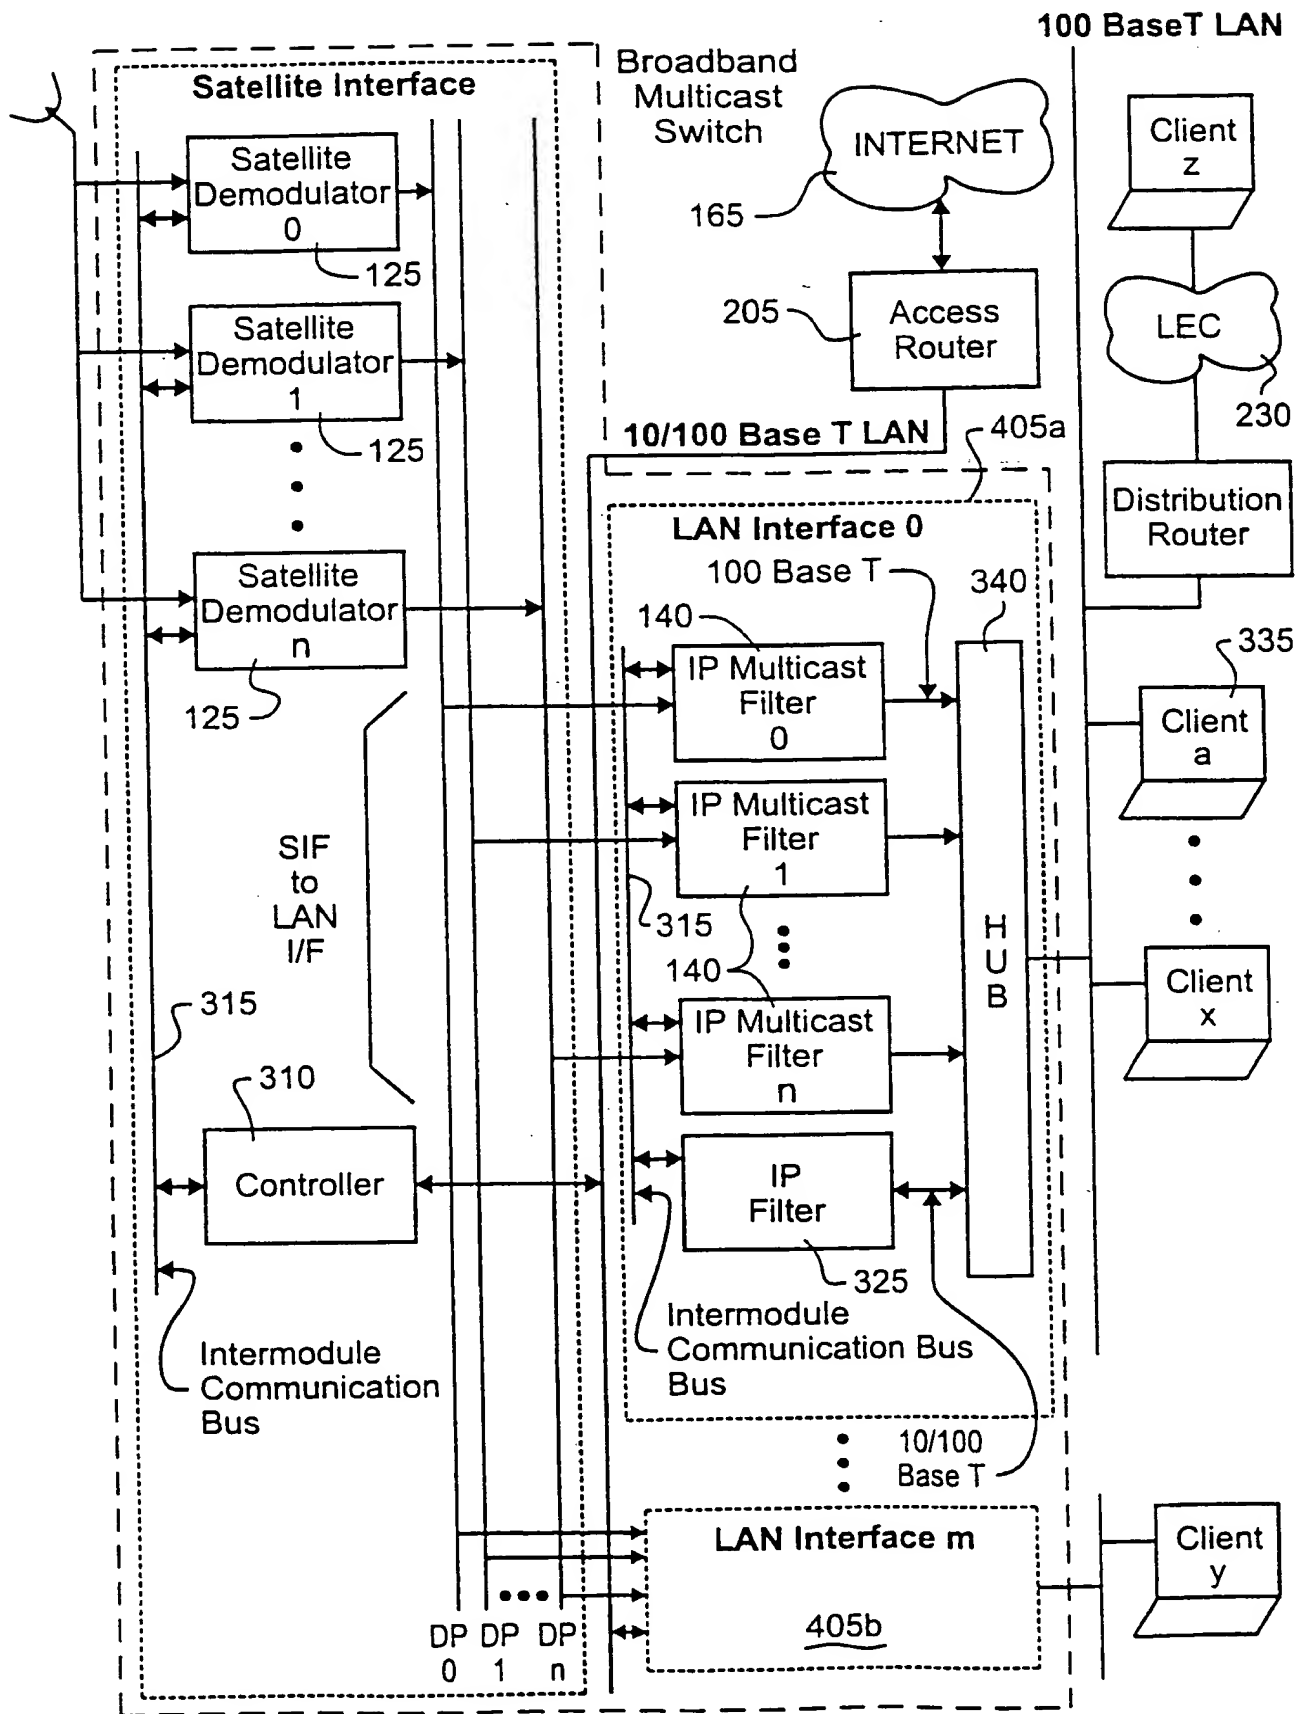 100 BaseT LAN
Satellite Interface
Broadband
Multicast
Switch
INTERNET
165
Client
z
Satellite
Demodulator
0
125
205
Access
Router
LEC
230
Satellite
Demodulator
1
125
10/100 Base T LAN
405a
Distribution
Router
LAN Interface 0
100 Base T
340
Satellite
Demodulator
n
125
140
IP Multicast
Filter
0
335
Client
a
IP Multicast
Filter
1
SIF
to
LAN
I/F
315
140
HUB
IP Multicast
Filter
n
Client
x
315
310
Controller
IP
Filter
325
Intermodule
Communication
Bus
Intermodule
Communication Bus
Bus
10/100
Base T
LAN Interface m
405b
Client
y
DP DP DP
0 1 n